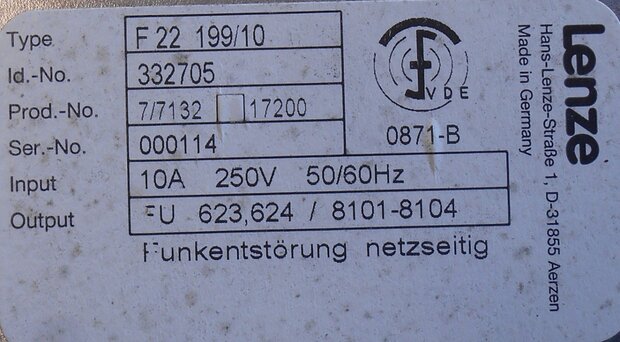 Type F 22 199/10
Id.-No. 332705
Prod.-No. 7/7132 17200
Ser.-No. 000114
Input 10A 250V 50/60Hz
Output FU 623,624 / 8101-8104
Funkentstörung netzseitig
VDE
0871-B
Lenze
Hans-Lenze-Straße 1, D-31855 Aerzen
Made in Germany